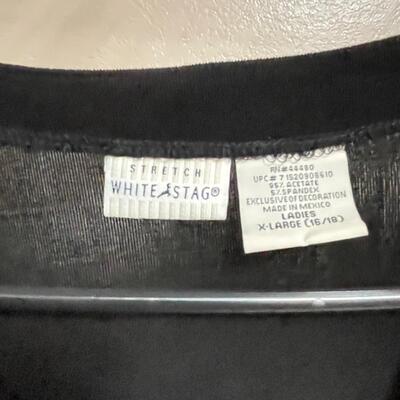 STRETCH
WHITE STAG®
RN#44480
UPC# 71520908610
95% ACETATE
5% SPANDEX
EXCLUSIVE OF DECORATION
MADE IN MEXICO
LADIES
X-LARGE (16/18)